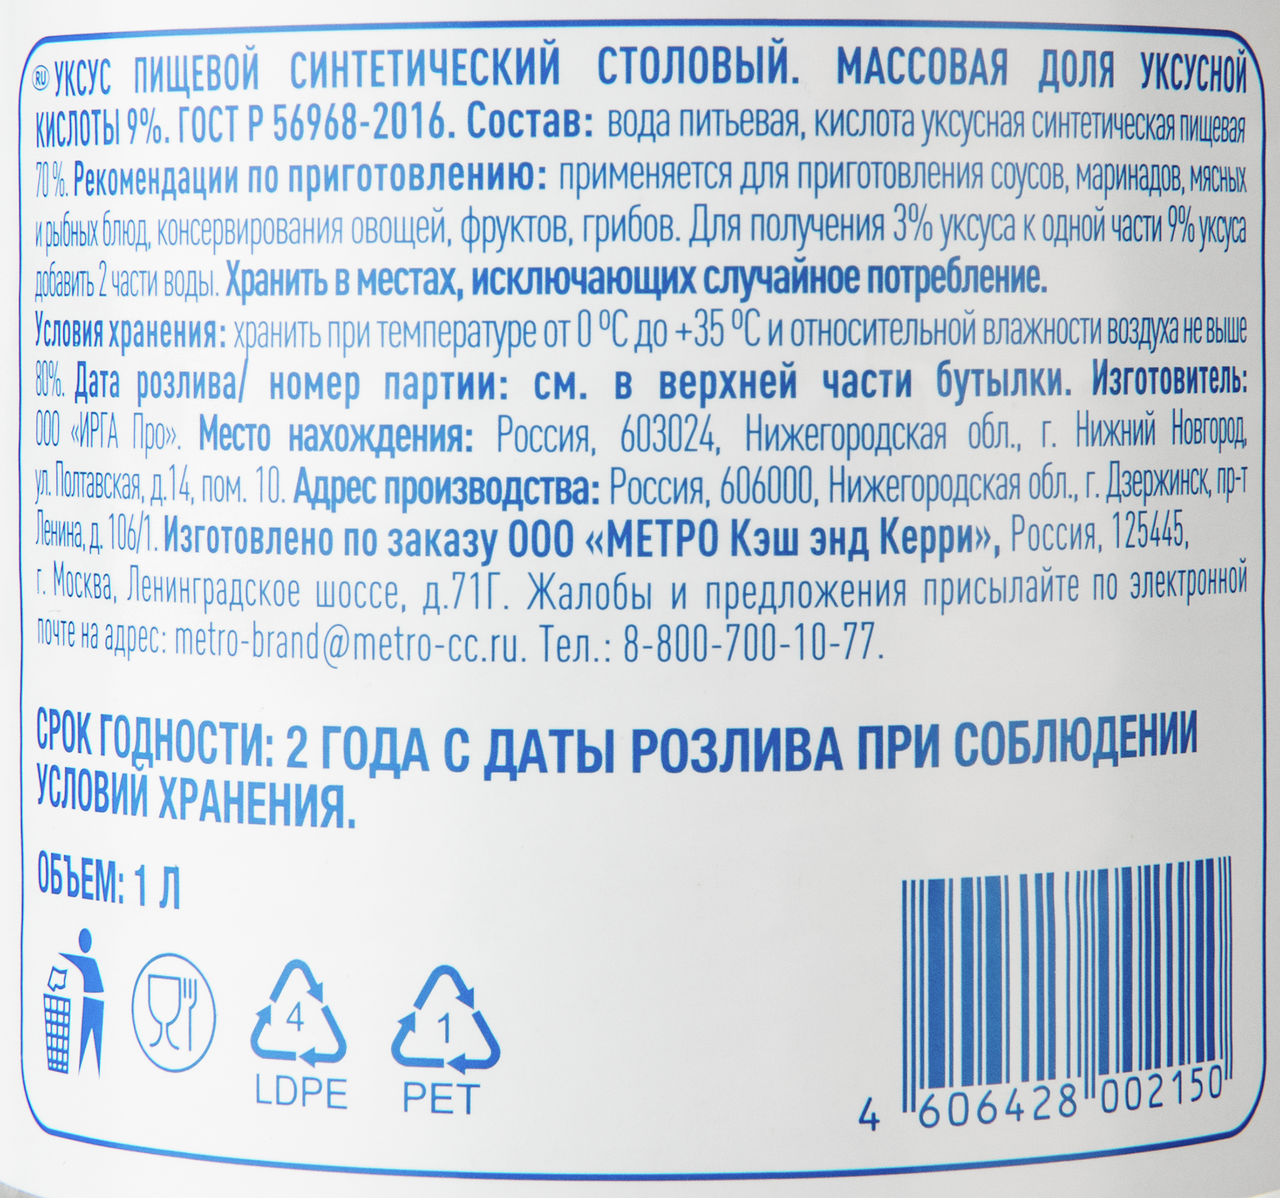 RU УКСУС ПИЩЕВОЙ СИНТЕТИЧЕСКИЙ СТОЛОВЫЙ. МАССОВАЯ ДОЛЯ УКСУСНОЙ
КИСЛОТЫ 9%. ГОСТ Р 56968-2016. Состав: вода питьевая, кислота уксусная синтетическая пищевая
70 %. Рекомендации по приготовлению: применяется для приготовления соусов, маринадов, мясных
и рыбных блюд, консервирования овощей, фруктов, грибов. Для получения 3% уксуса к одной части 9% уксуса
добавить 2 части воды. Хранить в местах, исключающих случайное потребление.
Условия хранения: хранить при температуре от 0 ºС до +35 ºС и относительной влажности воздуха не выше
80%. Дата розлива/ номер партии: см. в верхней части бутылки. Изготовитель:
ООО «ИРГА Про». Место нахождения: Россия, 603024, Нижегородская обл., г. Нижний Новгород,
ул. Полтавская, д.14, пом. 10. Адрес производства: Россия, 606000, Нижегородская обл., г. Дзержинск, пр-т
Ленина, д. 106/1. Изготовлено по заказу ООО «МЕТРО Кэш энд Керри», Россия, 125445,
г. Москва, Ленинградское шоссе, д.71Г. Жалобы и предложения присылайте по электронной
почте на адрес: metro-brand@metro-cc.ru. Тел.: 8-800-700-10-77.
СРОК ГОДНОСТИ: 2 ГОДА С ДАТЫ РОЗЛИВА ПРИ СОБЛЮДЕНИИ
УСЛОВИЙ ХРАНЕНИЯ.
ОБЪЕМ: 1 Л
4 1
LDPE PET
4 606428 002150